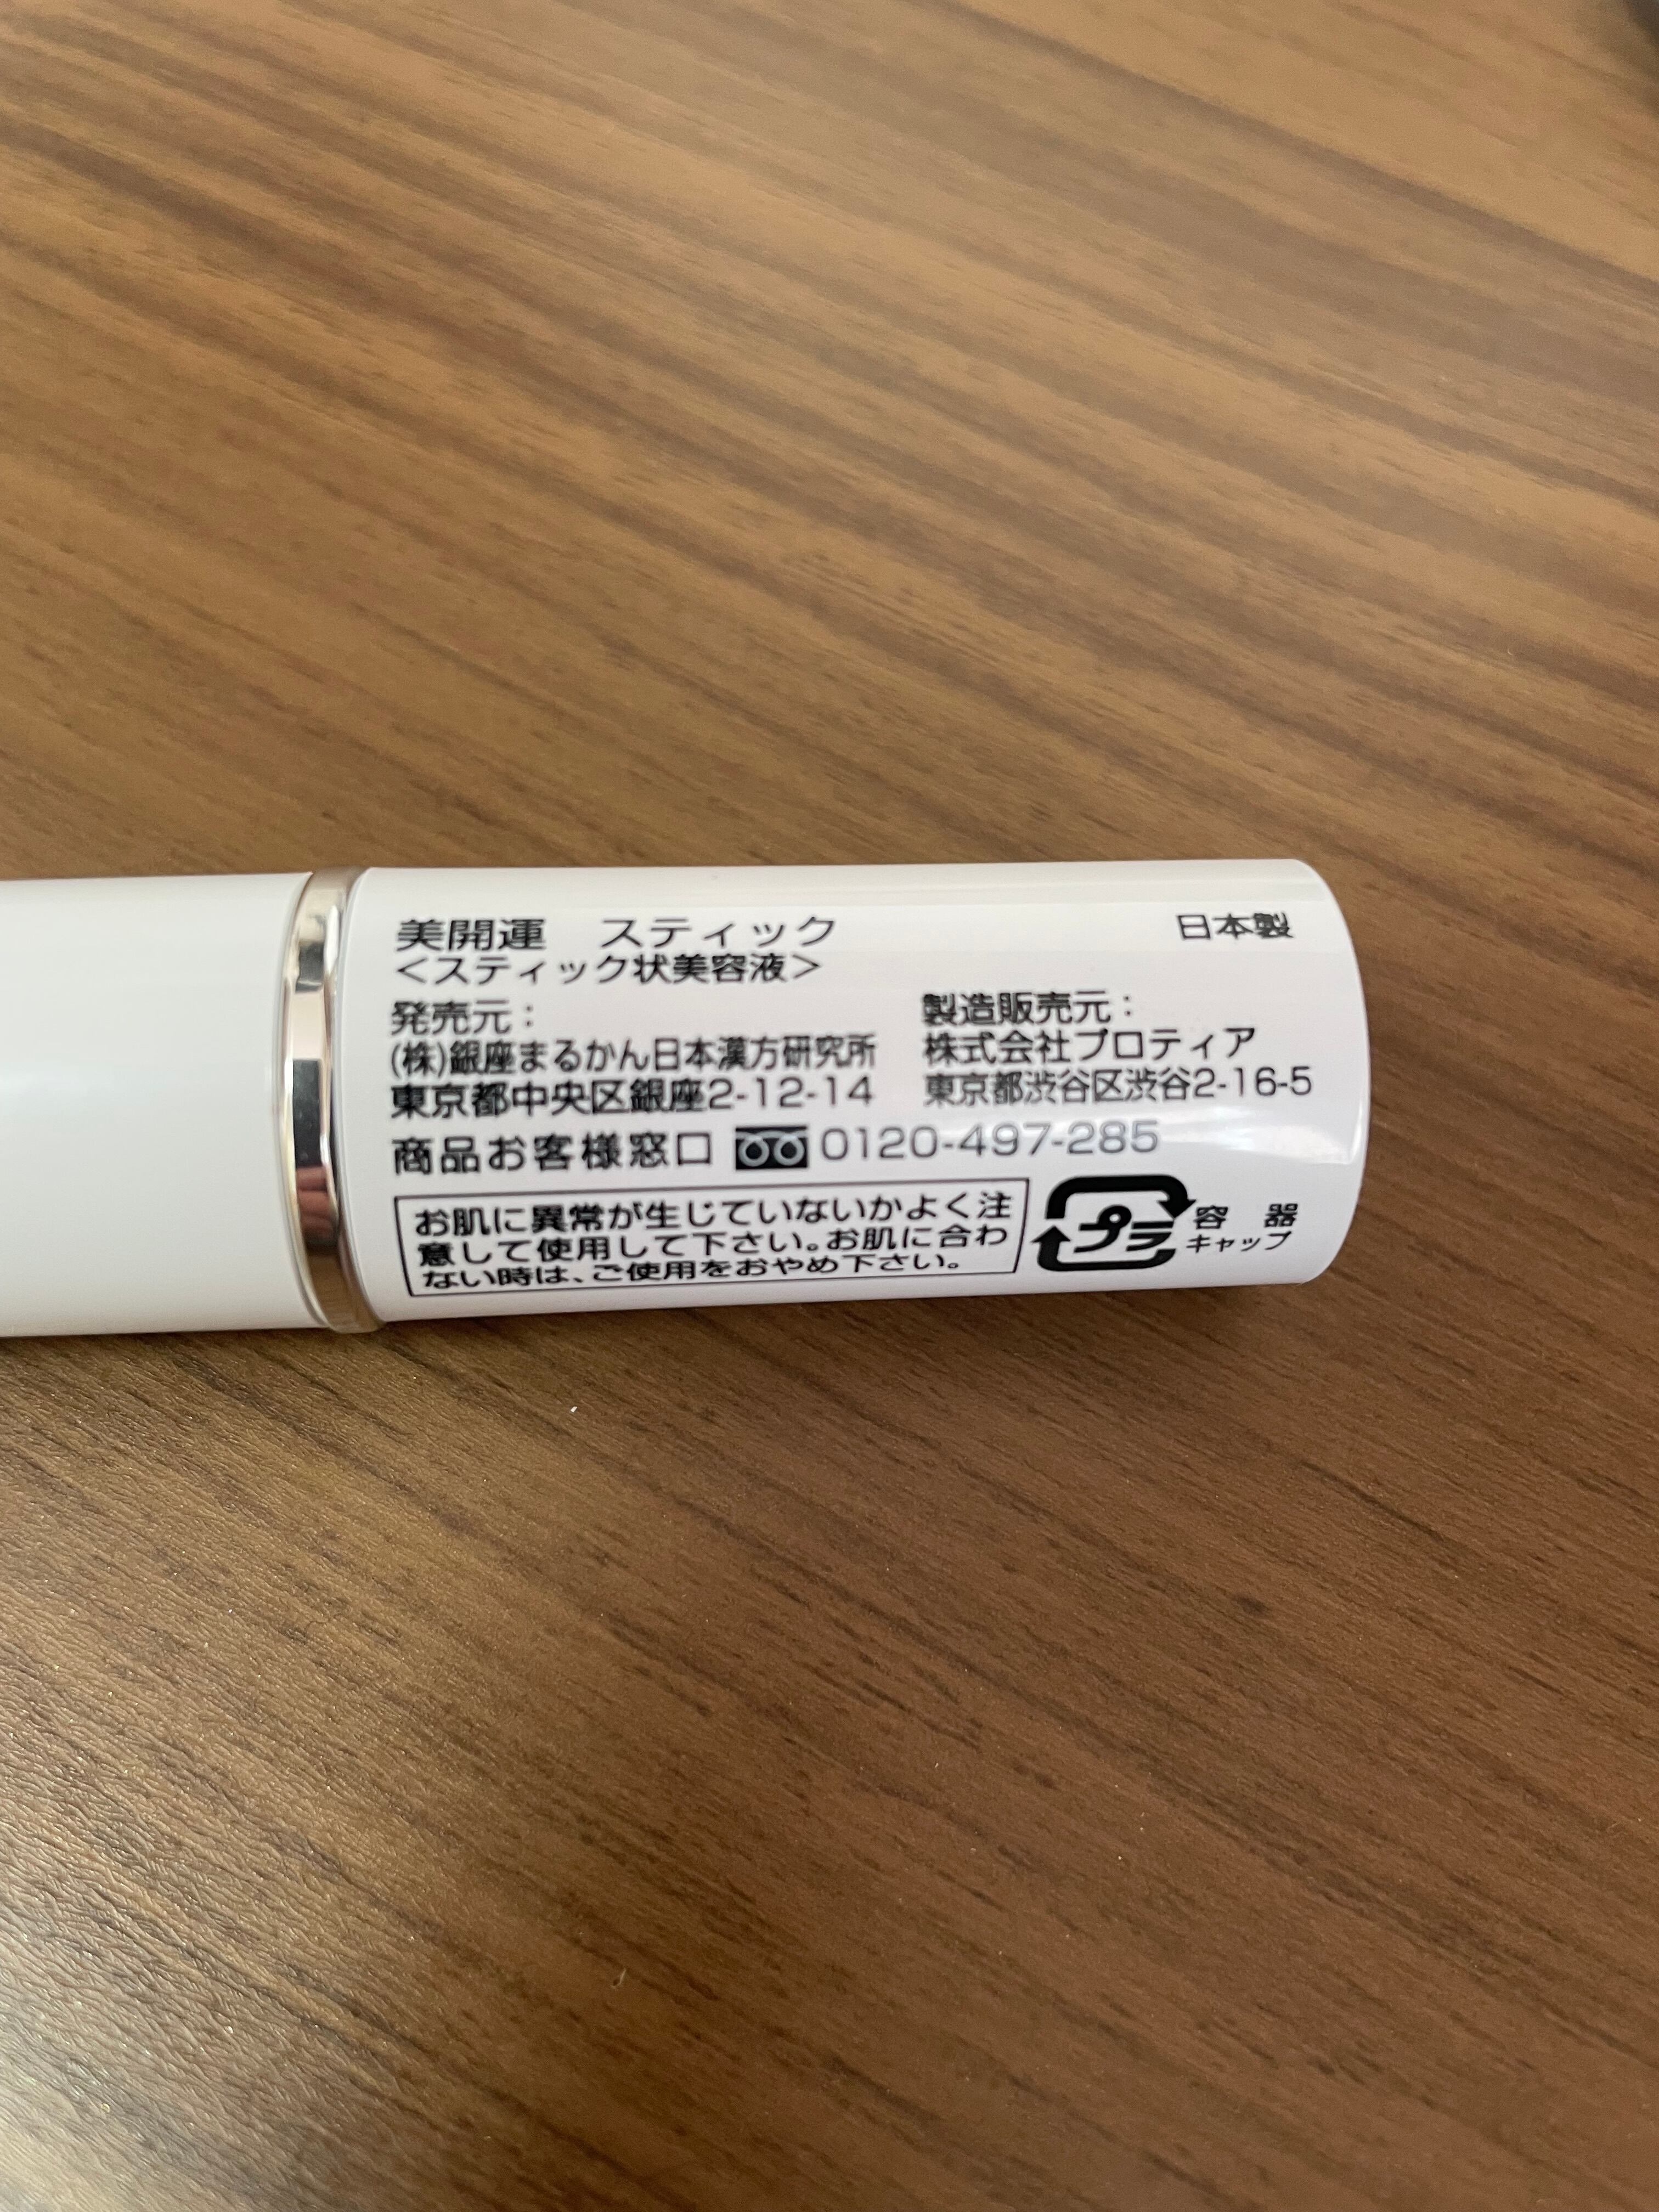 美開運　スティック
日本製
＜スティック状美容液＞
発売元：
(株)銀座まるかん日本漢方研究所
東京都中央区銀座2-12-14
製造販売元：
株式会社プロティア
東京都渋谷区渋谷2-16-5
商品お客様窓口 0120-497-285
お肌に異常が生じていないかよく注
意して使用して下さい。お肌に合わ
ない時は、ご使用をおやめ下さい。
プラ
容　器
キャップ